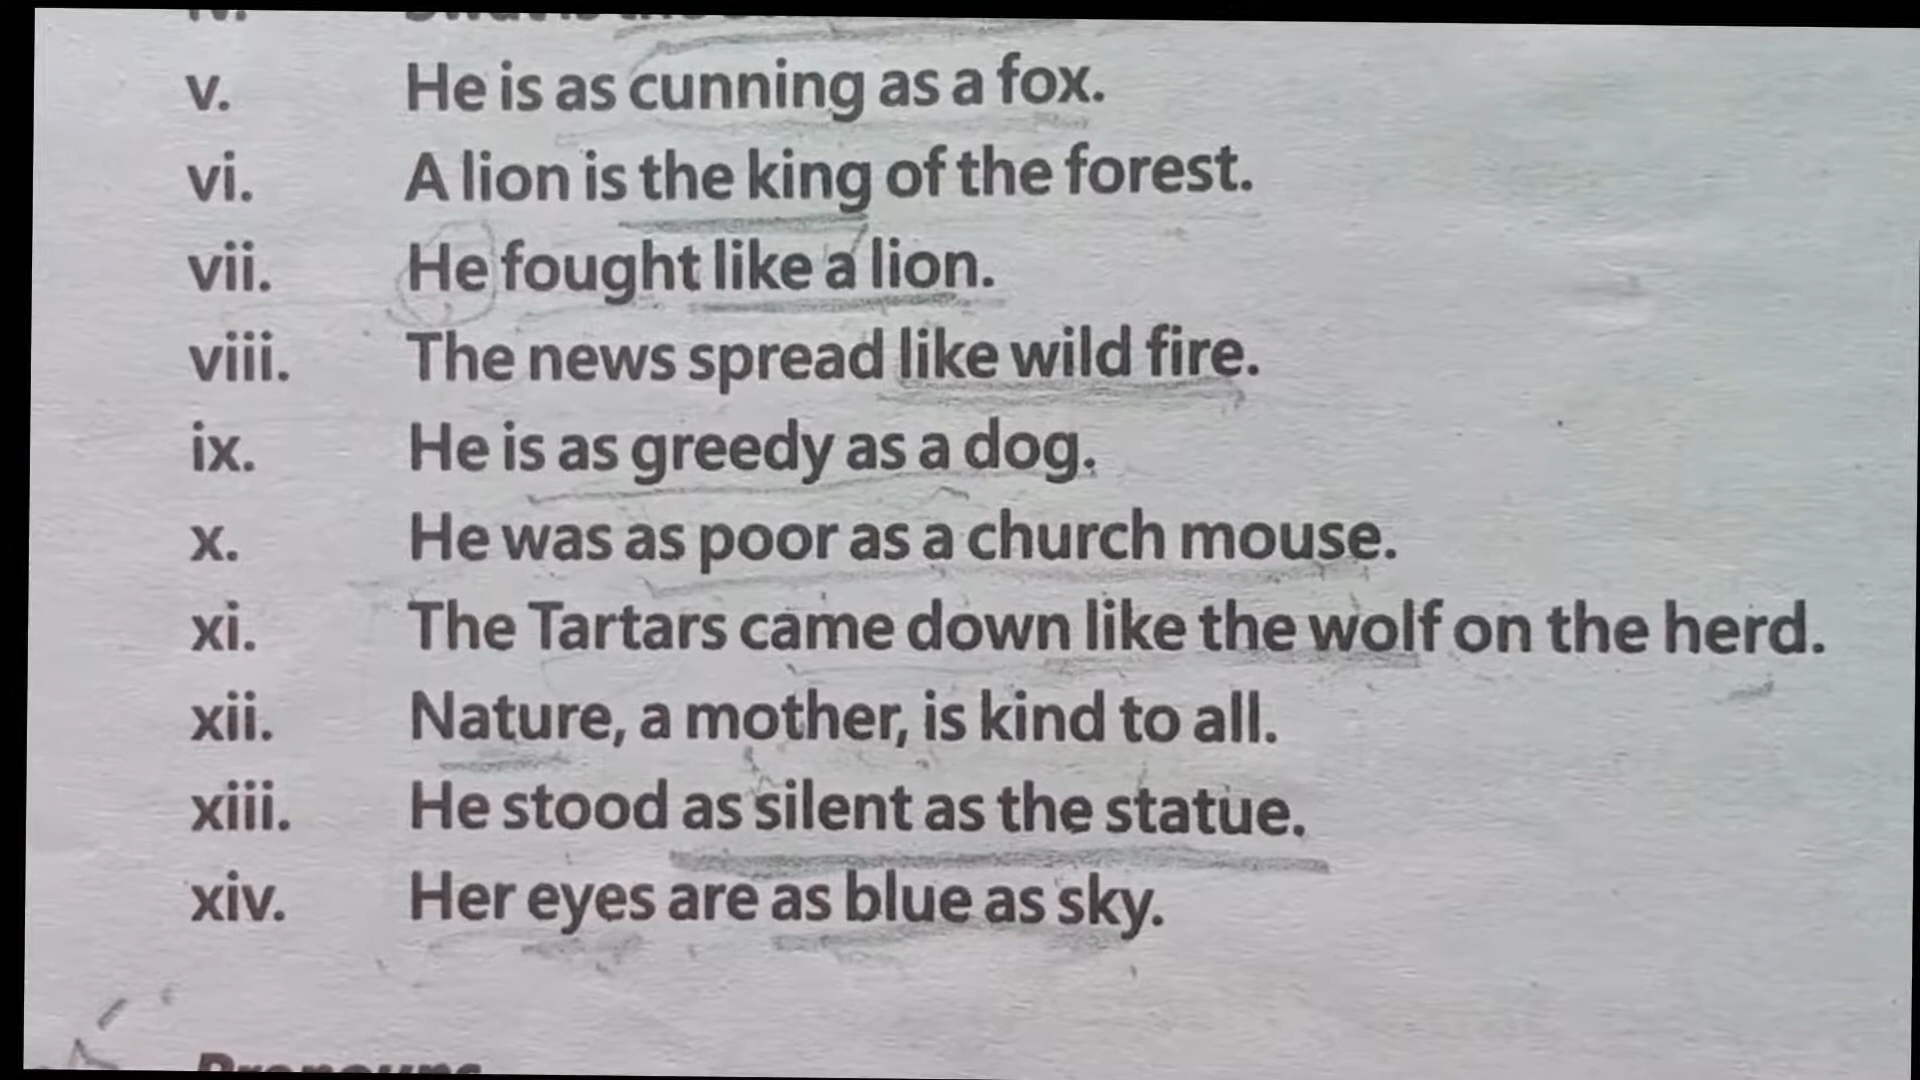 v. He is as cunning as a fox.
vi. A lion is the king of the forest.
vii. He fought like a lion.
viii. The news spread like wild fire.
ix. He is as greedy as a dog.
x. He was as poor as a church mouse.
xi. The Tartars came down like the wolf on the herd.
xii. Nature, a mother, is kind to all.
xiii. He stood as silent as the statue.
xiv. Her eyes are as blue as sky.
Pronouns